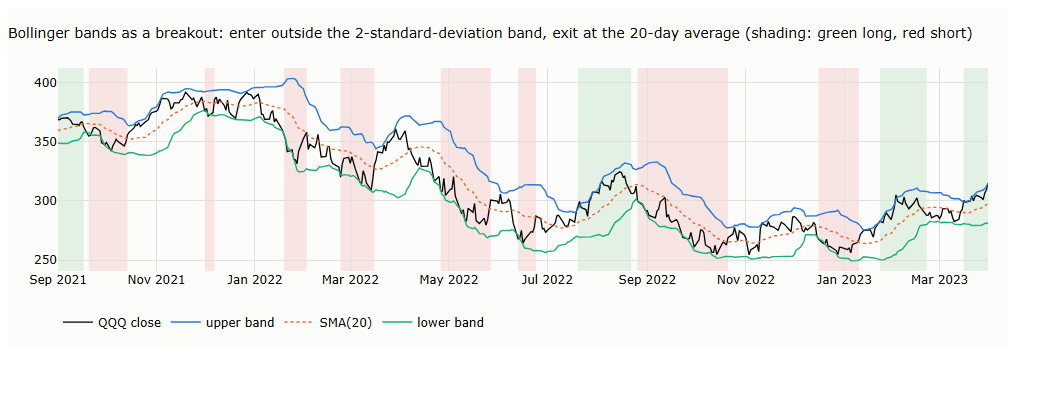 Bollinger bands as a breakout: enter outside the 2-standard-deviation band, exit at the 20-day average (shading: green long, red short)
400
350
300
250
Sep 2021 Nov 2021 Jan 2022 Mar 2022 May 2022 Jul 2022 Sep 2022 Nov 2022 Jan 2023 Mar 2023
QQQ close upper band SMA(20) lower band